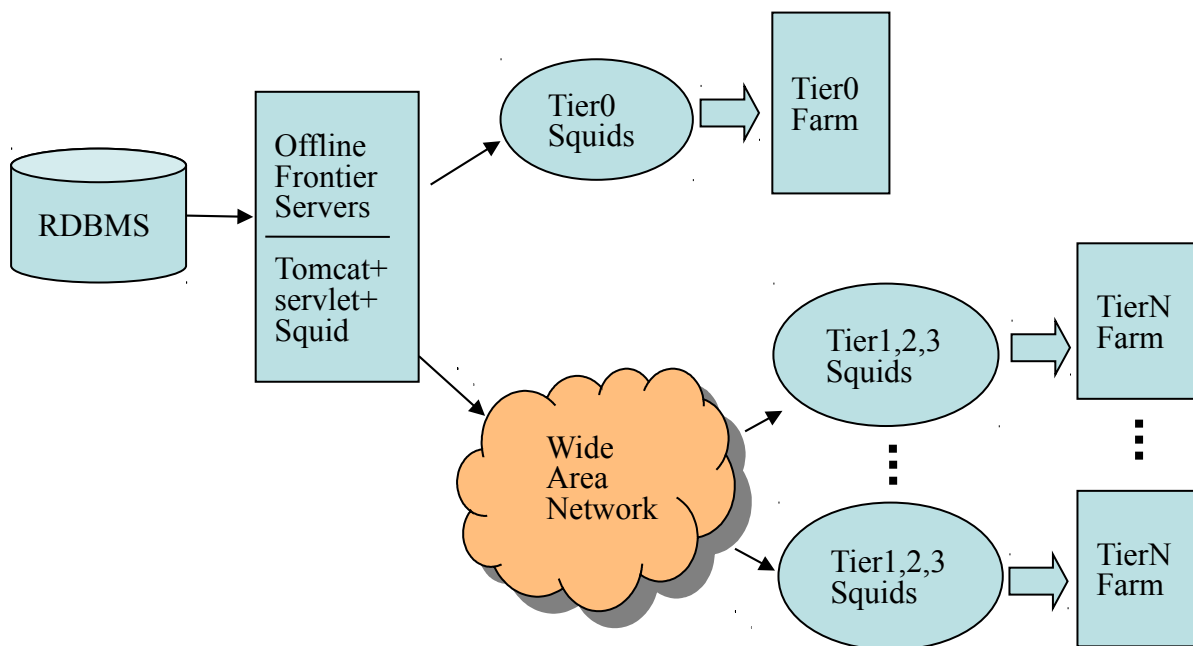 RDBMS
Offline
Frontier
Servers
Tomcat+
servlet+
Squid
Tier0
Squids
Tier0
Farm
Wide
Area
Network
Tier1,2,3
Squids
TierN
Farm
Tier1,2,3
Squids
TierN
Farm